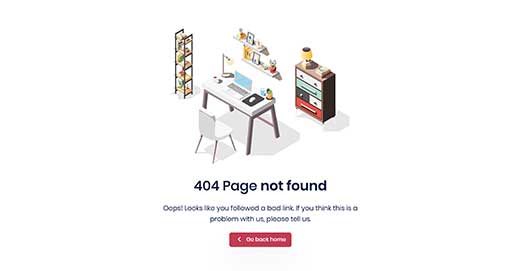 404 Page not found
Oops! Looks like you followed a bad link. If you think this is a
problem with us, please tell us.
Go back home